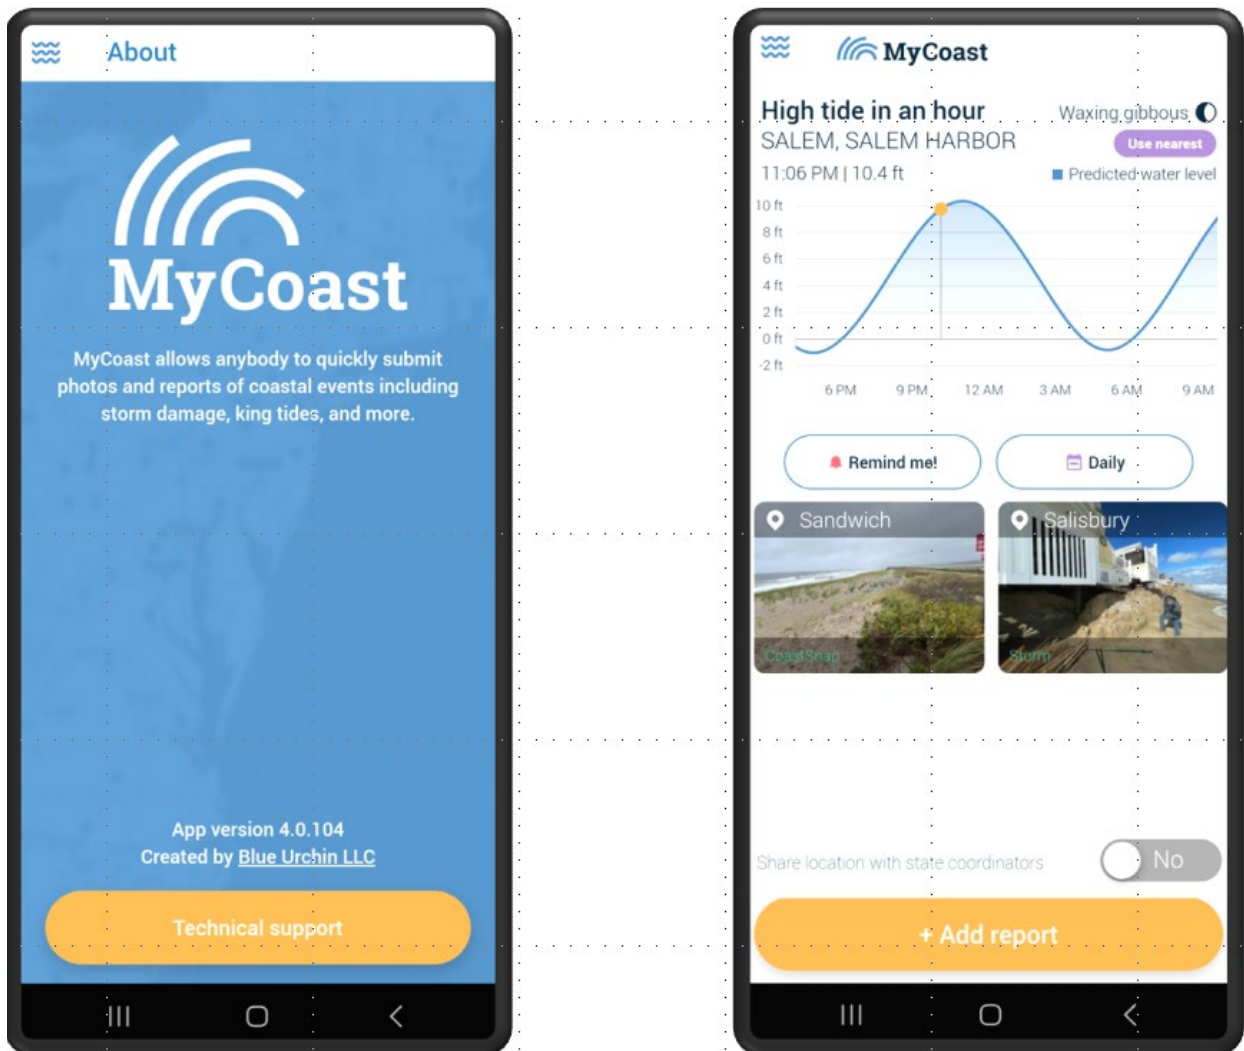 About
MyCoast
MyCoast allows anybody to quickly submit
photos and reports of coastal events including
storm damage, king tides, and more.
App version 4.0.104
Created by Blue Urchin LLC
Technical support
MyCoast
High tide in an hour
Waxing gibbous
SALEM, SALEM HARBOR
Use nearest
11:06 PM | 10.4 ft
Predicted water level
10 ft
8 ft
6 ft
4 ft
2 ft
0 ft
-2 ft
6 PM 9 PM 12 AM 3 AM 6 AM 9 AM
Remind me!
Daily
Sandwich
Salisbury
CoastSnap
Storm
Share location with state coordinators
No
+ Add report